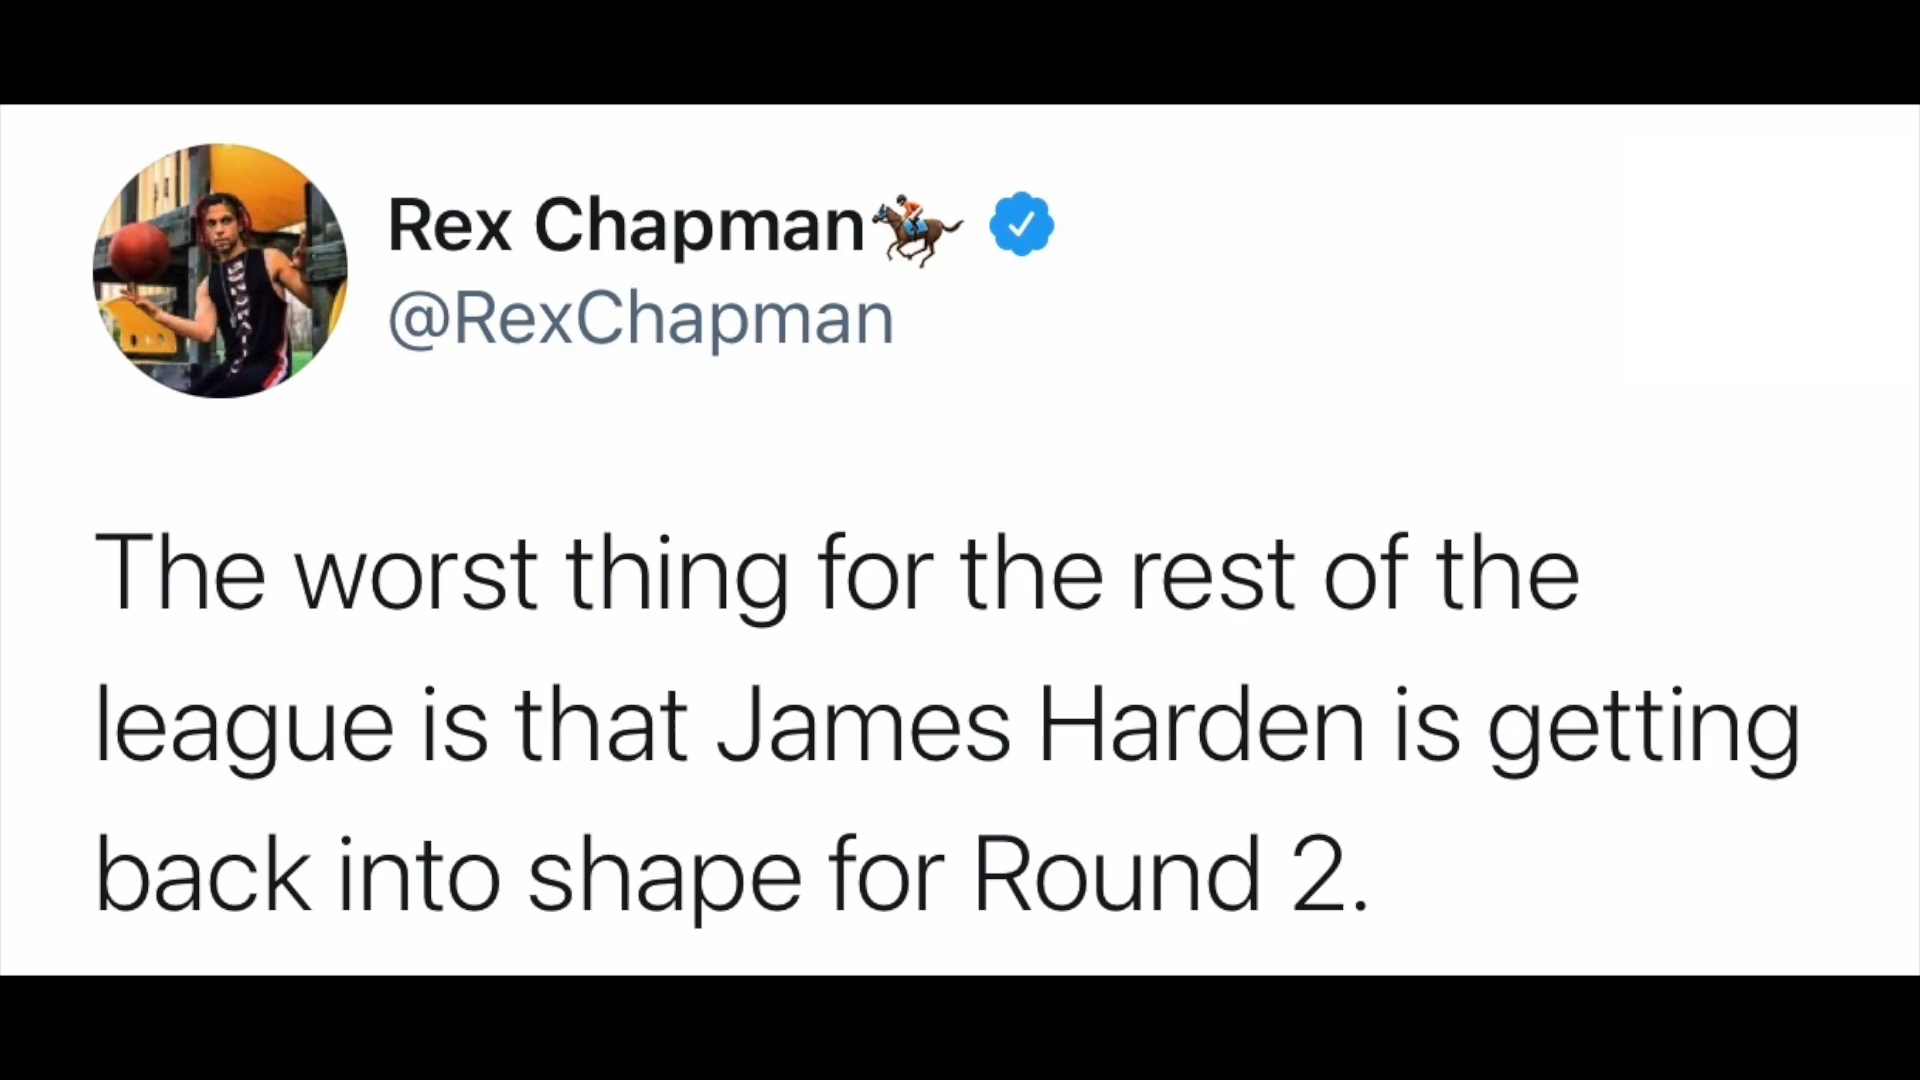 Rex Chapman🏇
@RexChapman
The worst thing for the rest of the
league is that James Harden is getting
back into shape for Round 2.